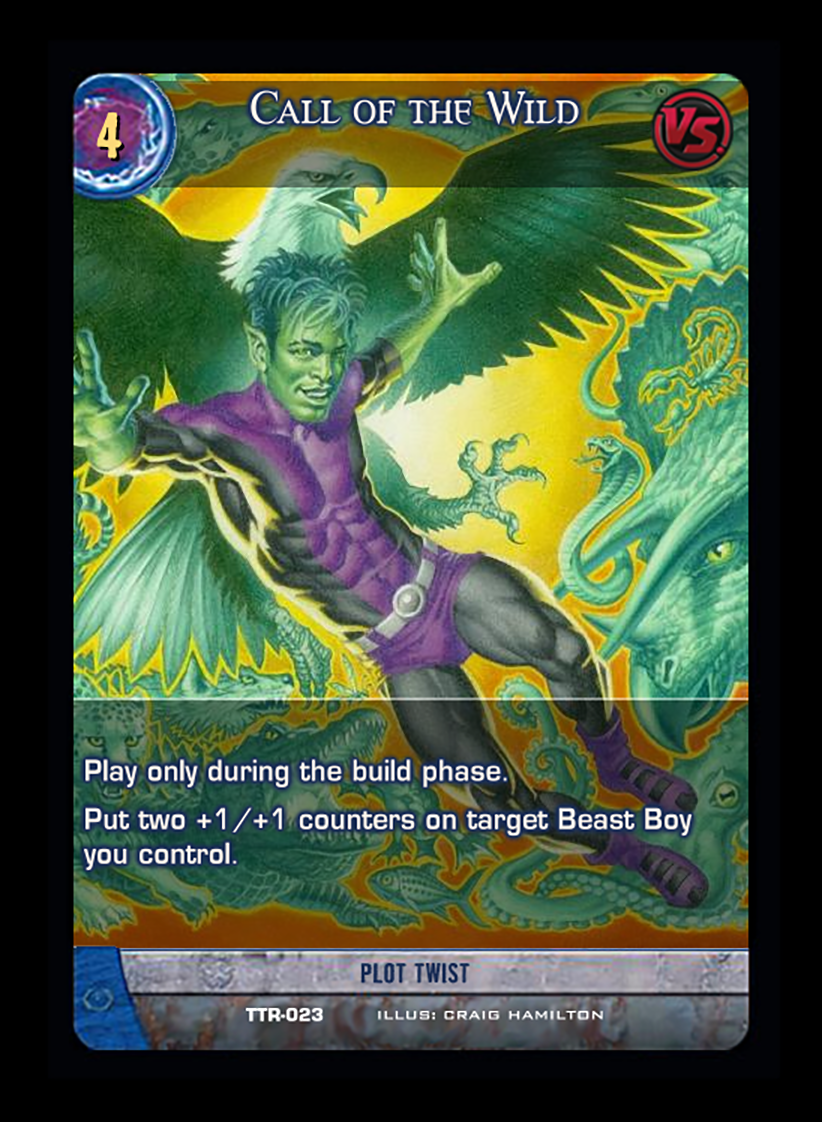 4
Call of the Wild
VS.
Play only during the build phase.
Put two +1/+1 counters on target Beast Boy
you control.
PLOT TWIST
TTR-023 ILLUS: CRAIG HAMILTON